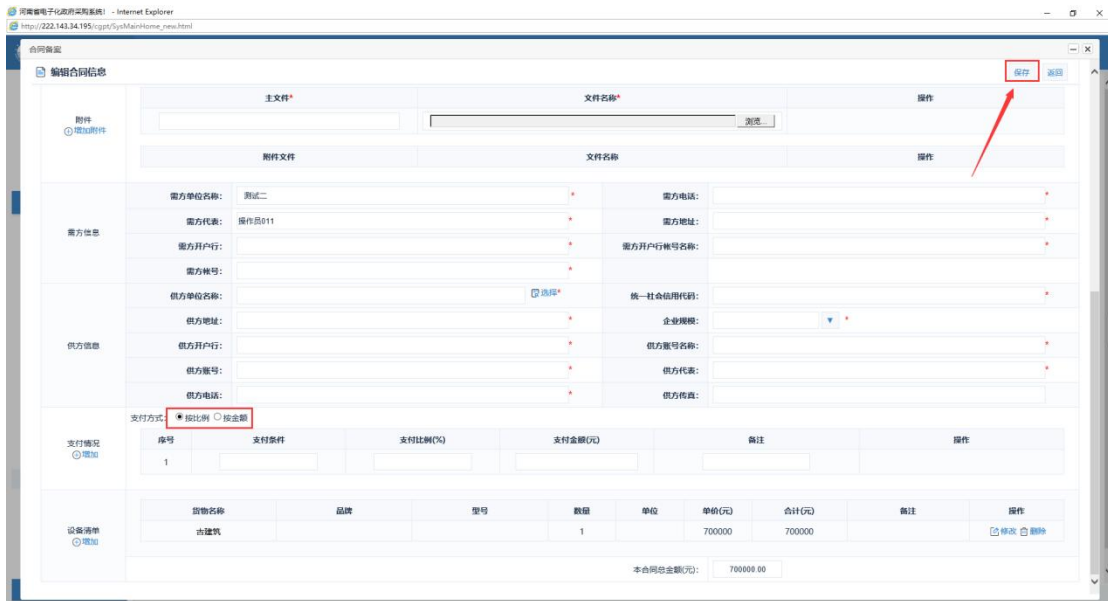 河南省电子化政府采购系统! - Internet Explorer
http://222.143.34.195/cgpt/SysMainHome_new.html
合同备案
编辑合同信息
保存 返回
附件
增加附件
主文件* 文件名称* 操作
浏览...
附件文件 文件名称 操作
需方信息
需方单位名称: 测试二 * 需方电话: *
需方代表: 操作员011 * 需方地址: *
需方开户行: * 需方开户行帐号名称: *
需方帐号: *
供方信息
供方单位名称: 选择* 统一社会信用代码: *
供方地址: * 企业规模: *
供方开户行: * 供方账号名称: *
供方账号: * 供方代表: *
供方电话: * 供方传真:
支付情况
增加
支付方式: 按比例 按金额
序号 支付条件 支付比例(%) 支付金额(元) 备注 操作
1
设备清单
增加
货物名称 品牌 型号 数量 单位 单价(元) 合计(元) 备注 操作
古建筑 1 700000 700000 修改 删除
本合同总金额(元): 700000.00